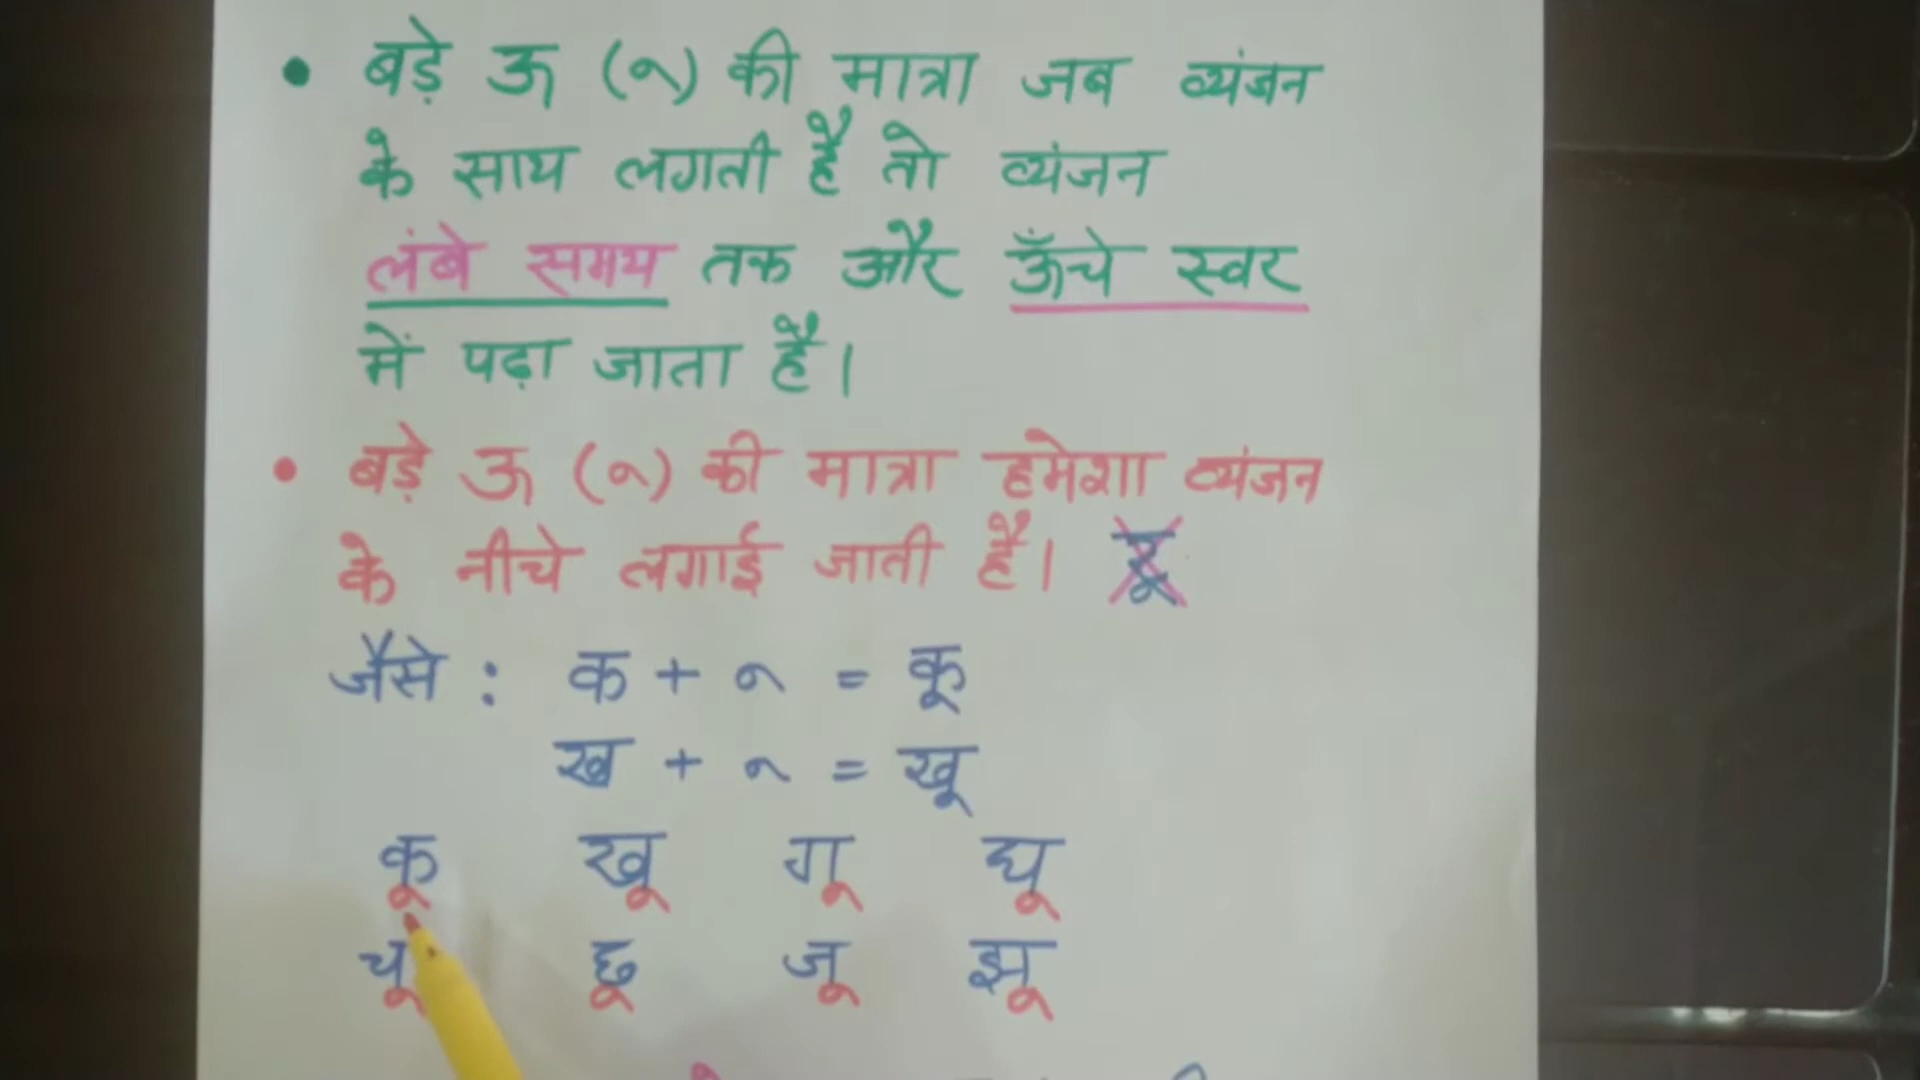 • बड़े ऊ (ू) की मात्रा जब व्यंजन
के साथ लगती है तो व्यंजन
लंबे समय तक और ऊँचे स्वर
में पढ़ा जाता है।
• बड़े ऊ (ू) की मात्रा हमेशा व्यंजन
के नीचे लगाई जाती है। रू
जैसे : क + ू = कू
ख + ू = खू
कू खू गू घू
चू छू जू झू